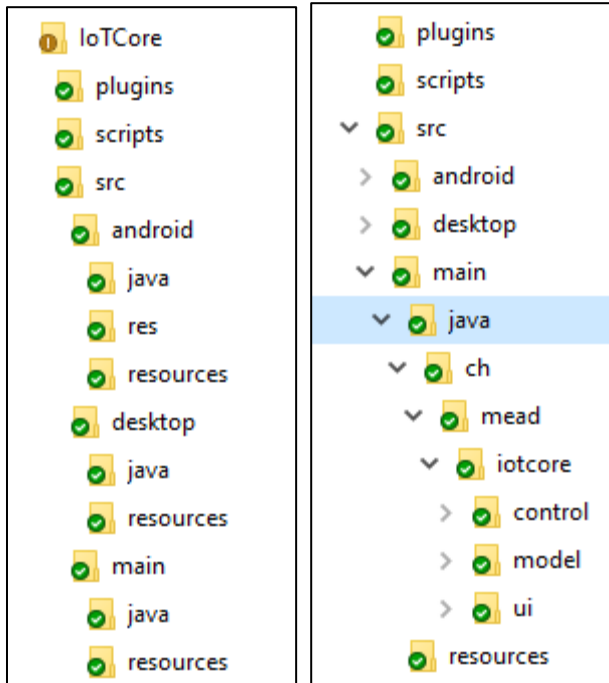 IoTCore
plugins
scripts
src
android
java
res
resources
desktop
java
resources
main
java
resources
plugins
scripts
src
android
desktop
main
java
ch
mead
iotcore
control
model
ui
resources